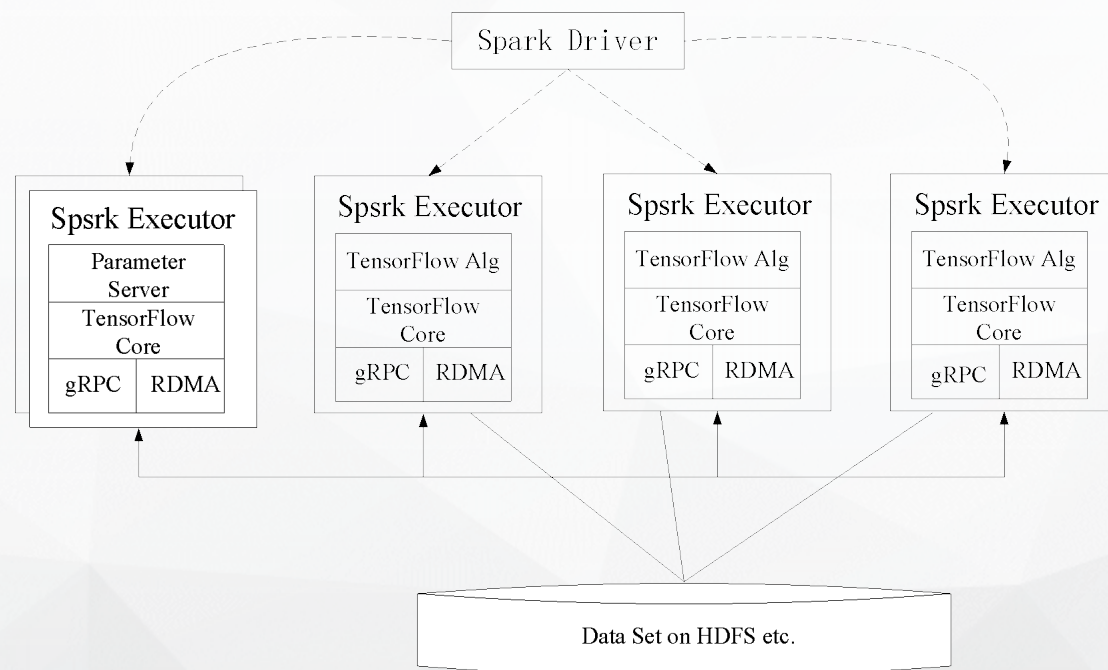 Spark Driver
Spsrk Executor
Parameter
Server
TensorFlow
Core
gRPC
RDMA
Spsrk Executor
TensorFlow Alg
TensorFlow
Core
gRPC
RDMA
Spsrk Executor
TensorFlow Alg
TensorFlow
Core
gRPC
RDMA
Spsrk Executor
TensorFlow Alg
TensorFlow
Core
gRPC
RDMA
Data Set on HDFS etc.